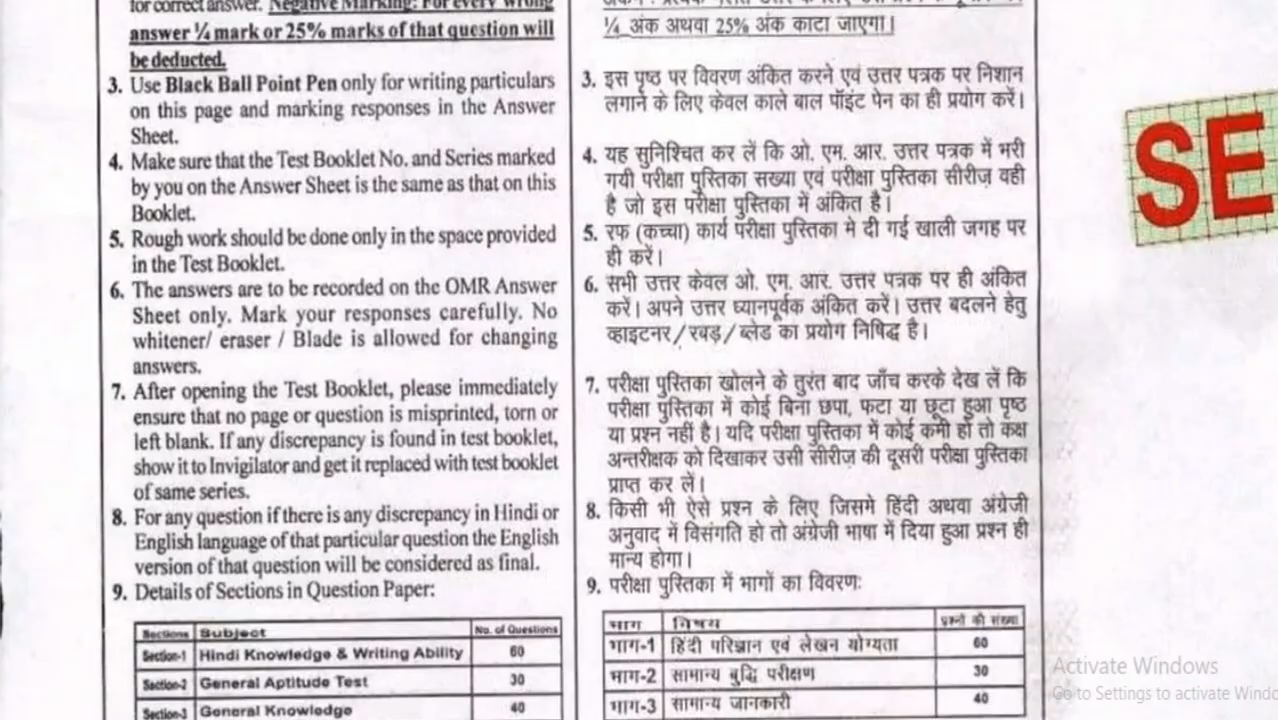 for correct answer. Negative Marking: For every wrong
answer ¼ mark or 25% marks of that question will
be deducted.
3. Use Black Ball Point Pen only for writing particulars
on this page and marking responses in the Answer
Sheet.
4. Make sure that the Test Booklet No. and Series marked
by you on the Answer Sheet is the same as that on this
Booklet.
5. Rough work should be done only in the space provided
in the Test Booklet.
6. The answers are to be recorded on the OMR Answer
Sheet only. Mark your responses carefully. No
whitener/ eraser / Blade is allowed for changing
answers.
7. After opening the Test Booklet, please immediately
ensure that no page or question is misprinted, torn or
left blank. If any discrepancy is found in test booklet,
show it to Invigilator and get it replaced with test booklet
of same series.
8. For any question if there is any discrepancy in Hindi or
English language of that particular question the English
version of that question will be considered as final.
9. Details of Sections in Question Paper:
Sections Subject No. of Questions
Section-1 Hindi Knowledge & Writing Ability 60
Section-2 General Aptitude Test 30
Section-3 General Knowledge 40
¼ अंक अथवा 25% अंक काटा जाएगा।
3. इस पृष्ठ पर विवरण अंकित करने एवं उत्तर पत्रक पर निशान
लगाने के लिए केवल काले बाल पॉइंट पेन का ही प्रयोग करें।
4. यह सुनिश्चित कर लें कि ओ. एम. आर. उत्तर पत्रक में भरी
गयी परीक्षा पुस्तिका सख्या एवं परीक्षा पुस्तिका सीरीज़ वही
है जो इस परीक्षा पुस्तिका में अंकित है।
5. रफ (कच्चा) कार्य परीक्षा पुस्तिका मे दी गई खाली जगह पर
ही करें।
6. सभी उत्तर केवल ओ. एम. आर. उत्तर पत्रक पर ही अंकित
करें। अपने उत्तर ध्यानपूर्वक अंकित करें। उत्तर बदलने हेतु
व्हाइटनर/रबड़/ब्लेड का प्रयोग निषिद्ध है।
7. परीक्षा पुस्तिका खोलने के तुरंत बाद जाँच करके देख लें कि
परीक्षा पुस्तिका में कोई बिना छपा, फटा या छूटा हुआ पृष्ठ
या प्रश्न नहीं है। यदि परीक्षा पुस्तिका में कोई कमी हो तो कक्ष
अन्तरीक्षक को दिखाकर उसी सीरीज़ की दूसरी परीक्षा पुस्तिका
प्राप्त कर लें।
8. किसी भी ऐसे प्रश्न के लिए जिसमे हिंदी अथवा अंग्रेजी
अनुवाद में विसंगति हो तो अंग्रेजी भाषा में दिया हुआ प्रश्न ही
मान्य होगा।
9. परीक्षा पुस्तिका में भागों का विवरण:
भाग विषय प्रश्नों की संख्या
भाग-1 हिंदी परिज्ञान एवं लेखन योग्यता 60
भाग-2 सामान्य बुद्धि परीक्षण 30
भाग-3 सामान्य जानकारी 40
SE
Activate Windows
Go to Settings to activate Windo